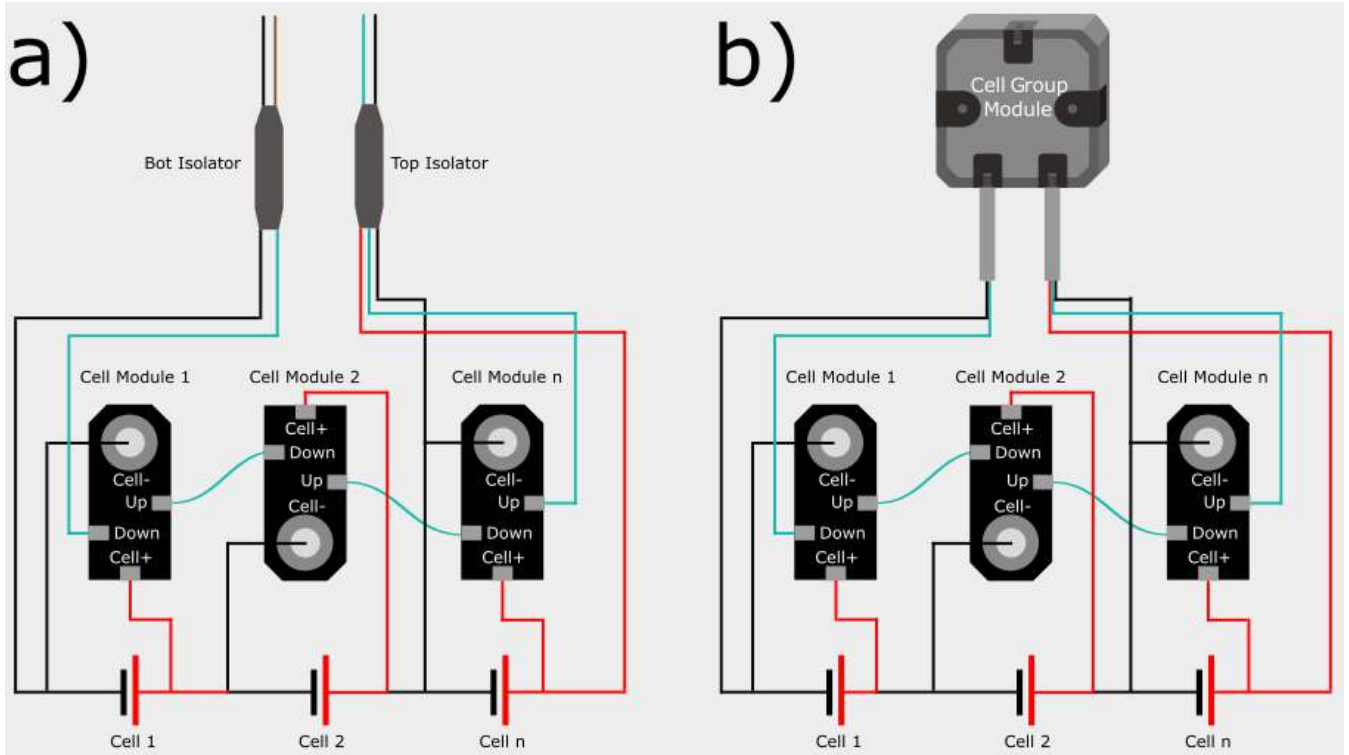 a)
Bot Isolator
Top Isolator
Cell Module 1
Cell Module 2
Cell Module n
Cell-
Up
Down
Cell+
Cell+
Down
Up
Cell-
Cell-
Up
Down
Cell+
Cell 1
Cell 2
Cell n
b)
Cell Group
Module
Cell Module 1
Cell Module 2
Cell Module n
Cell-
Up
Down
Cell+
Cell+
Down
Up
Cell-
Cell-
Up
Down
Cell+
Cell 1
Cell 2
Cell n